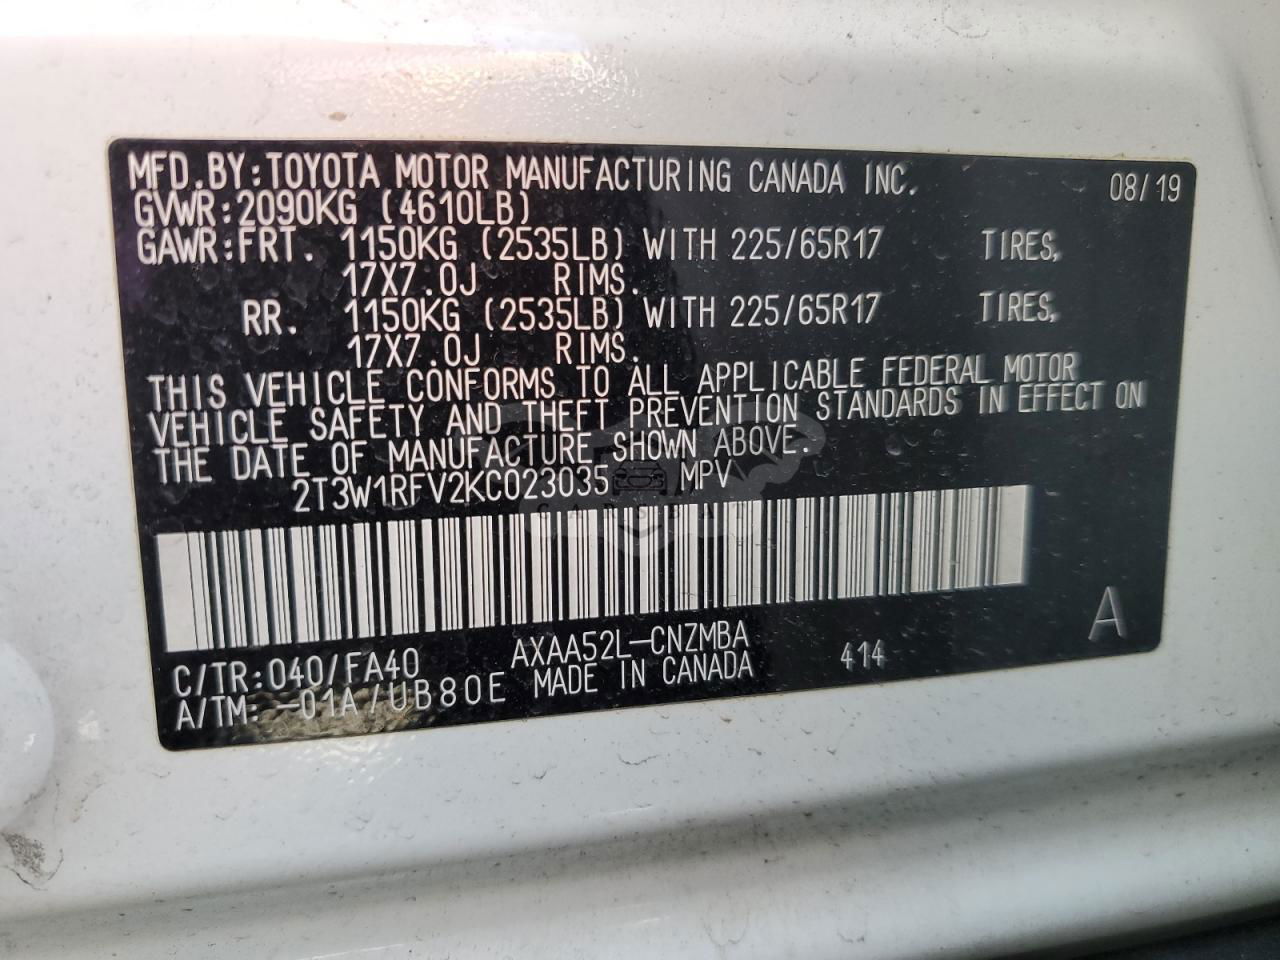 MFD.BY:TOYOTA MOTOR MANUFACTURING CANADA INC. 08/19
GVWR:2090KG (4610LB)
GAWR:FRT. 1150KG (2535LB) WITH 225/65R17 TIRES,
17X7.0J RIMS.
RR. 1150KG (2535LB) WITH 225/65R17 TIRES,
17X7.0J RIMS.
THIS VEHICLE CONFORMS TO ALL APPLICABLE FEDERAL MOTOR
VEHICLE SAFETY AND THEFT PREVENTION STANDARDS IN EFFECT ON
THE DATE OF MANUFACTURE SHOWN ABOVE.
2T3W1RFV2KC023035 MPV
A
C/TR:040/FA40 AXAA52L-CNZMBA 414
A/TM:-01A/UB80E MADE IN CANADA